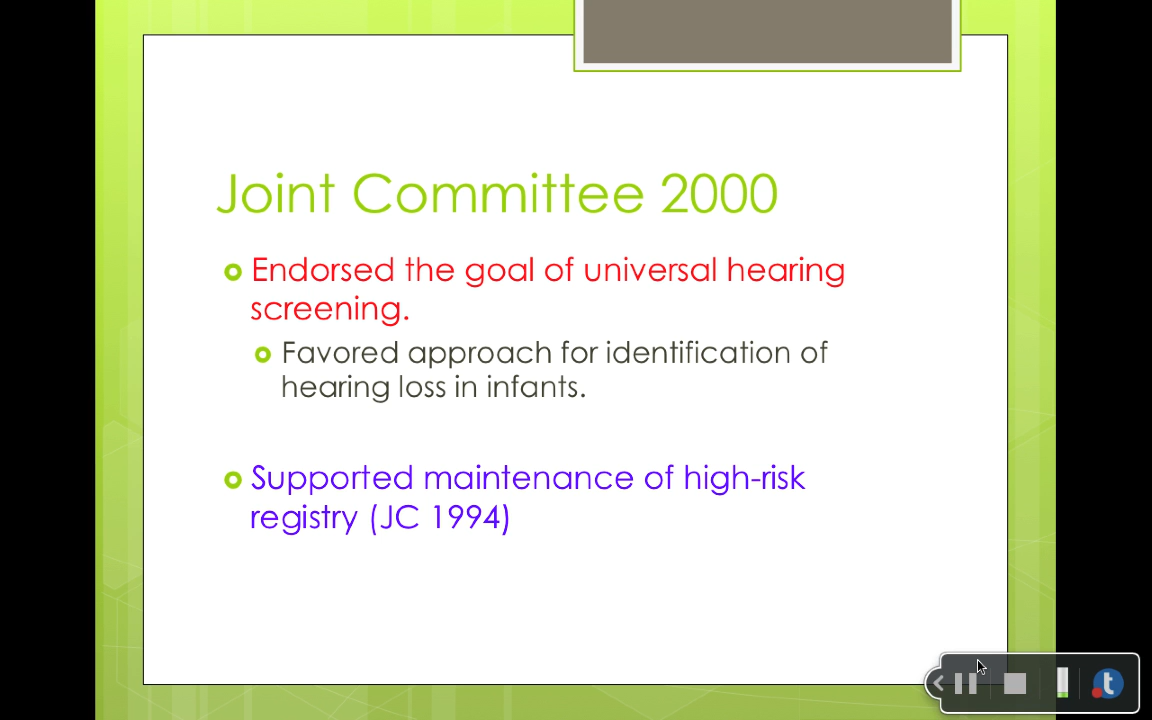 Joint Committee 2000
Endorsed the goal of universal hearing
screening.
Favored approach for identification of
hearing loss in infants.
Supported maintenance of high-risk
registry (JC 1994)
t